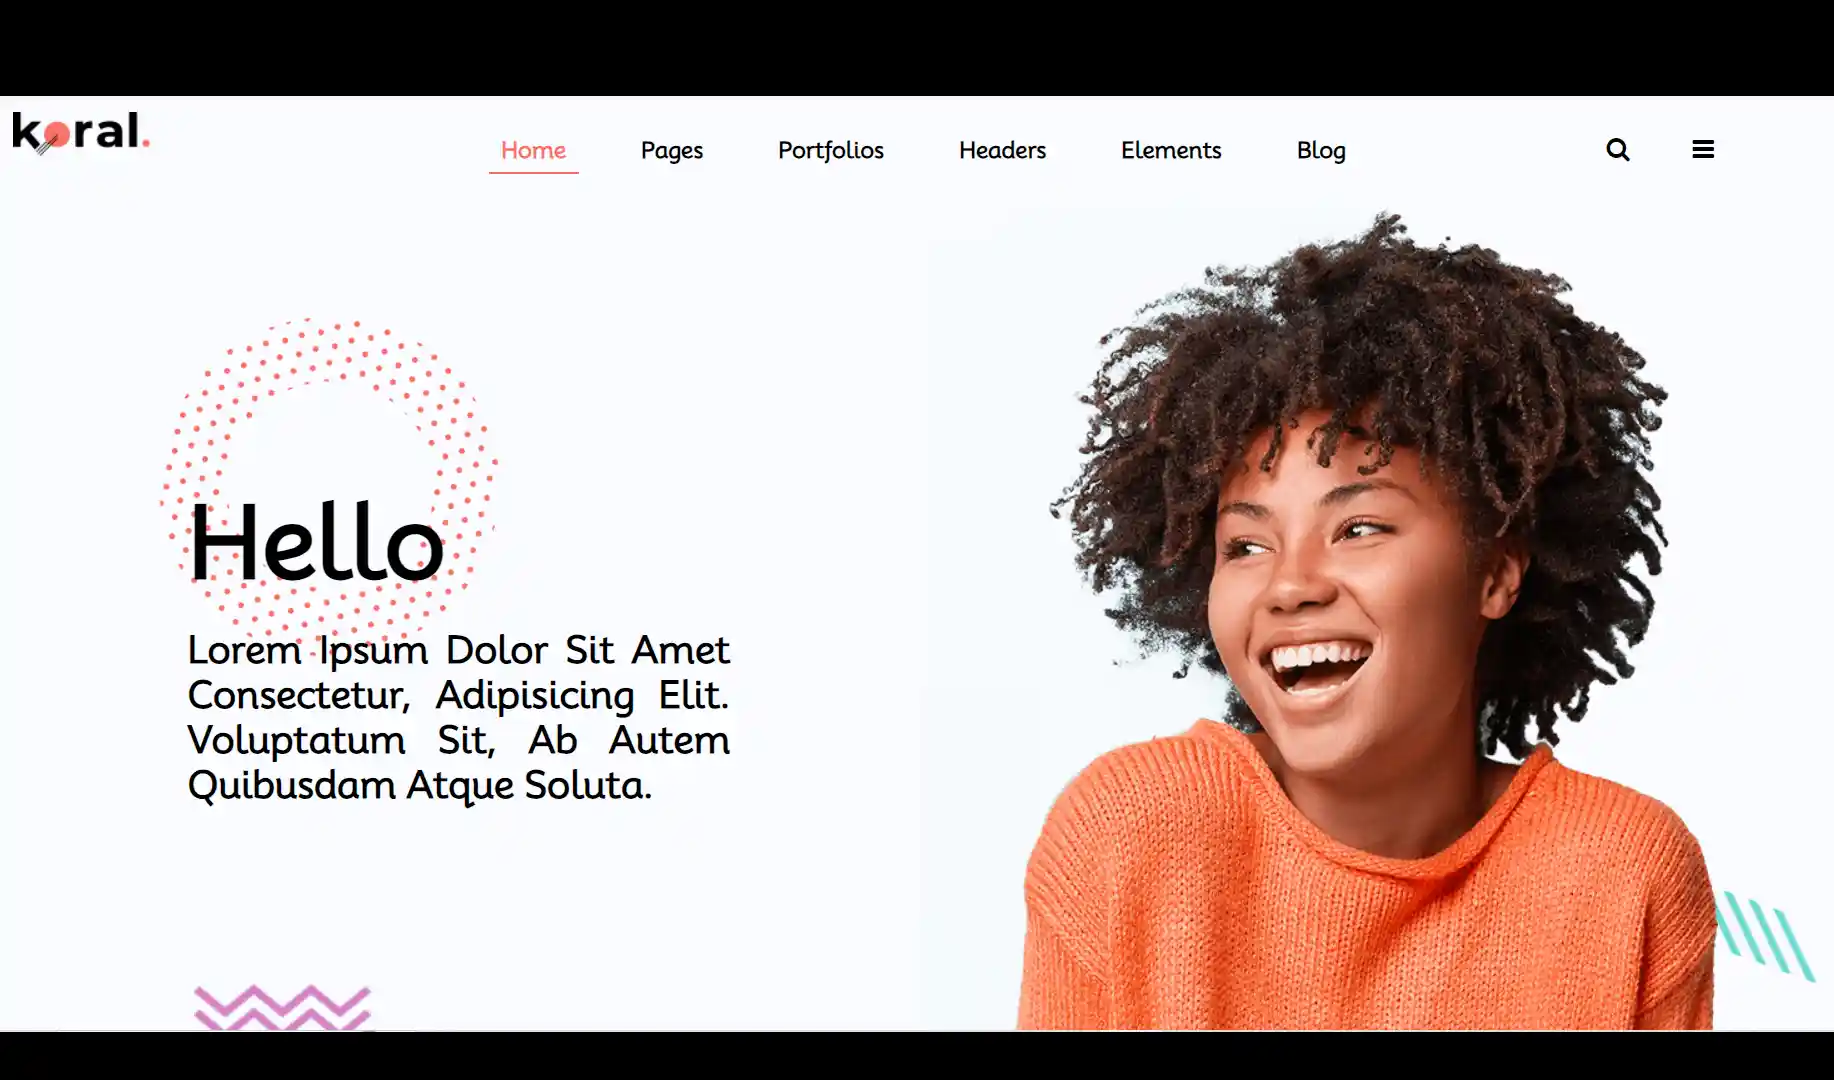 koral.
Home Pages Portfolios Headers Elements Blog
Hello
Lorem Ipsum Dolor Sit Amet
Consectetur, Adipisicing Elit.
Voluptatum Sit, Ab Autem
Quibusdam Atque Soluta.